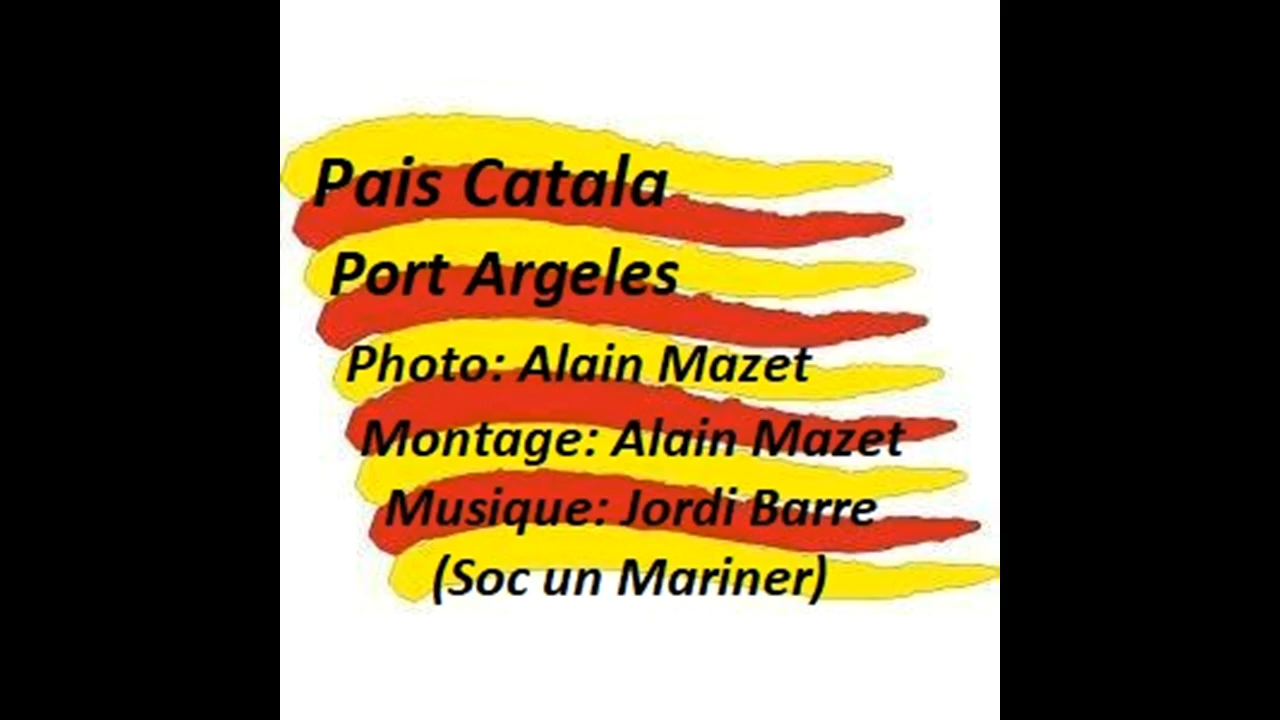 Pais Catala
Port Argeles
Photo: Alain Mazet
Montage: Alain Mazet
Musique: Jordi Barre
(Soc un Mariner)